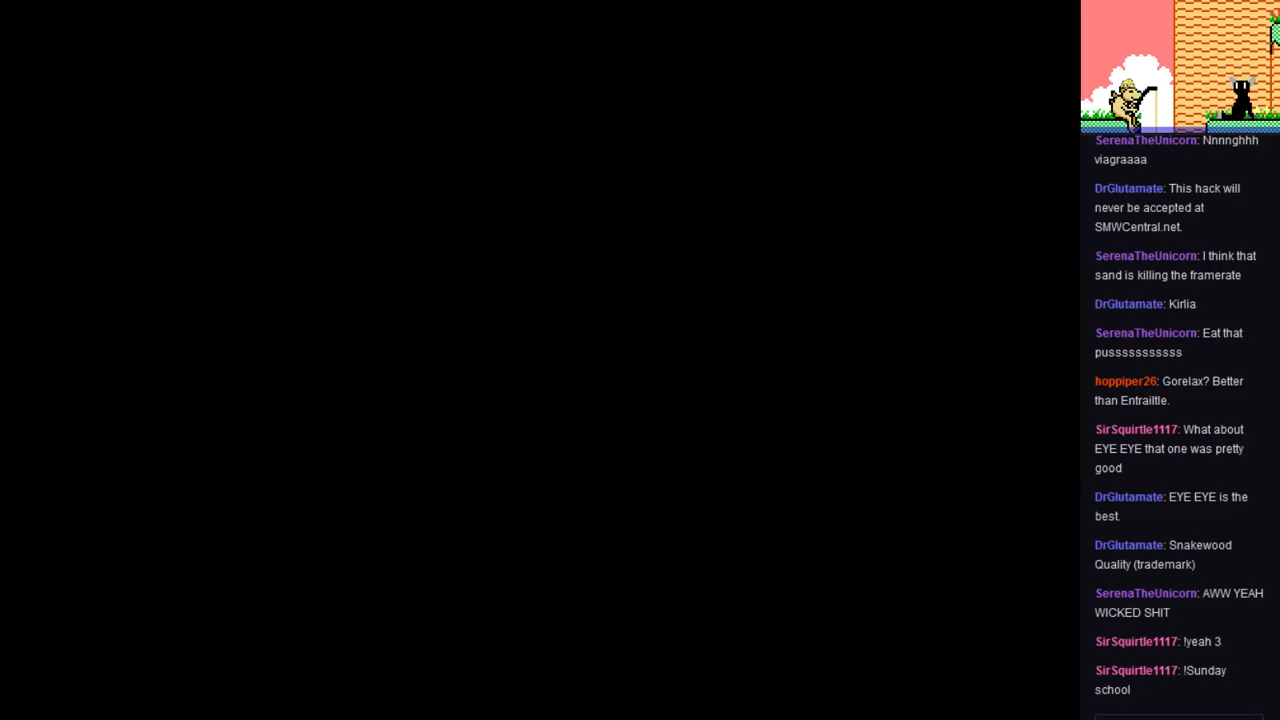 SerenaTheUnicorn: Nnnnghhh
viagraaaa
DrGlutamate: This hack will
never be accepted at
SMWCentral.net.
SerenaTheUnicorn: I think that
sand is killing the framerate
DrGlutamate: Kirlia
SerenaTheUnicorn: Eat that
pusssssssssss
hoppiper26: Gorelax? Better
than Entrailtle.
SirSquirtle1117: What about
EYE EYE that one was pretty
good
DrGlutamate: EYE EYE is the
best.
DrGlutamate: Snakewood
Quality (trademark)
SerenaTheUnicorn: AWW YEAH
WICKED SHIT
SirSquirtle1117: !yeah 3
SirSquirtle1117: !Sunday
school